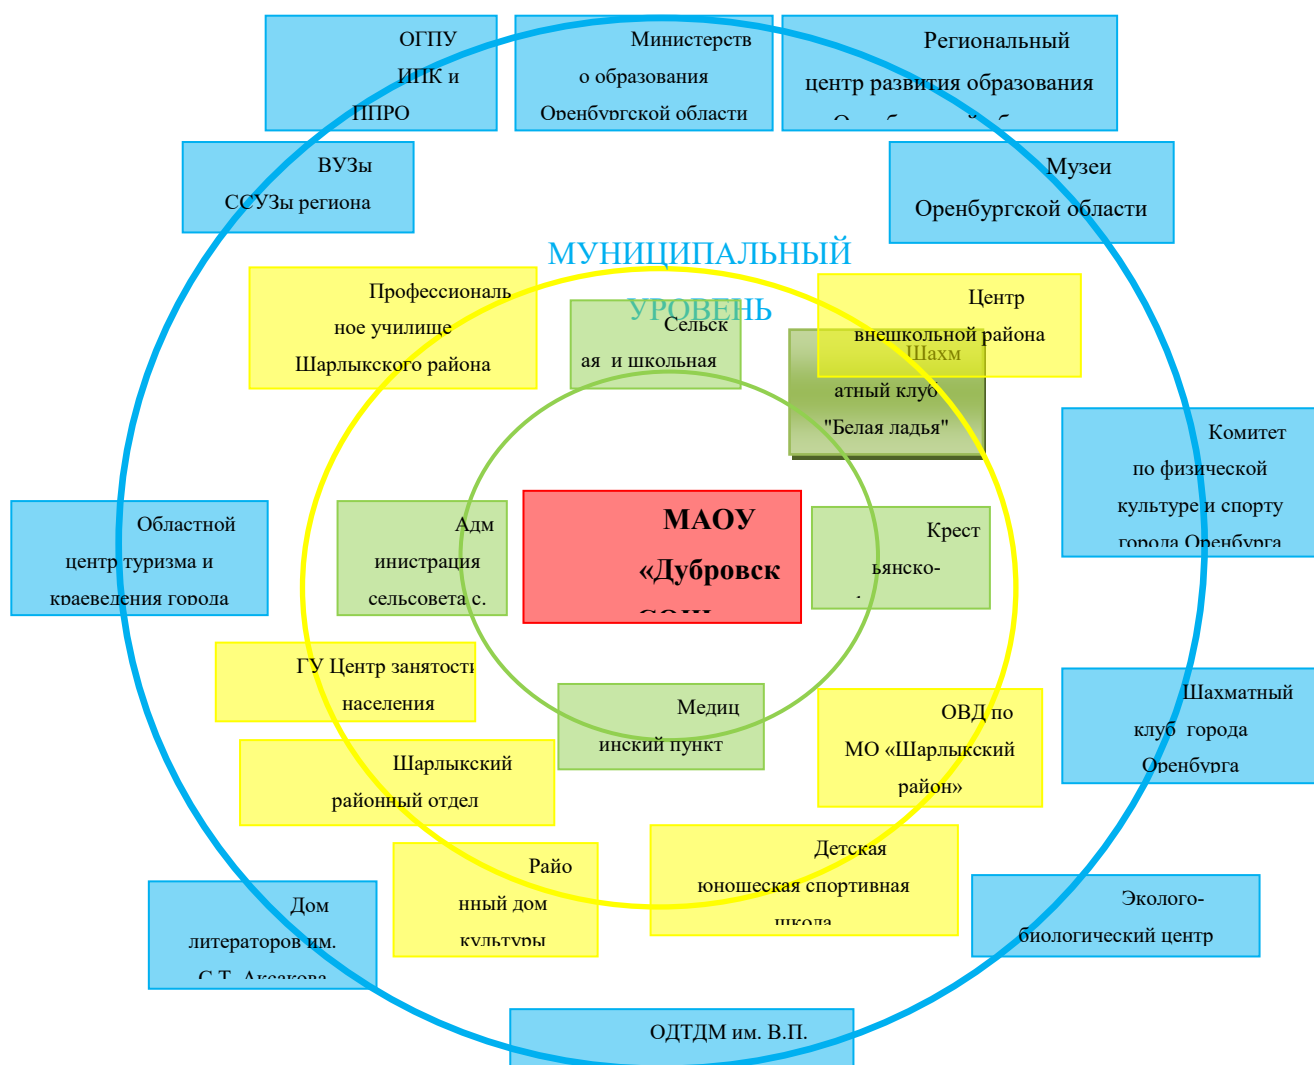 ОГПУ
ИПК и
ППРО
Министерств
о образования
Оренбургской области
Региональный
центр развития образования
ВУЗы
ССУЗы региона
Музеи
Оренбургской области
МУНИЦИПАЛЬНЫЙ
УРОВЕНЬ
Профессиональ
ное училище
Шарлыкского района
Сельск
ая и школьная
Центр
внешкольной района
Шахм
атный клуб
"Белая ладья"
Комитет
по физической
культуре и спорту
города Оренбурга
Областной
центр туризма и
краеведения города
Адм
инистрация
сельсовета с.
МАОУ
«Дубровск
Крест
ьянско-
ГУ Центр занятости
населения
Медиц
инский пункт
ОВД по
МО «Шарлыкский
район»
Шахматный
клуб города
Оренбурга
Шарлыкский
районный отдел
Райо
нный дом
культуры
Детская
юношеская спортивная
школа
Дом
литераторов им.
С.Т. Аксакова
Эколого-
биологический центр
ОДТДМ им. В.П.